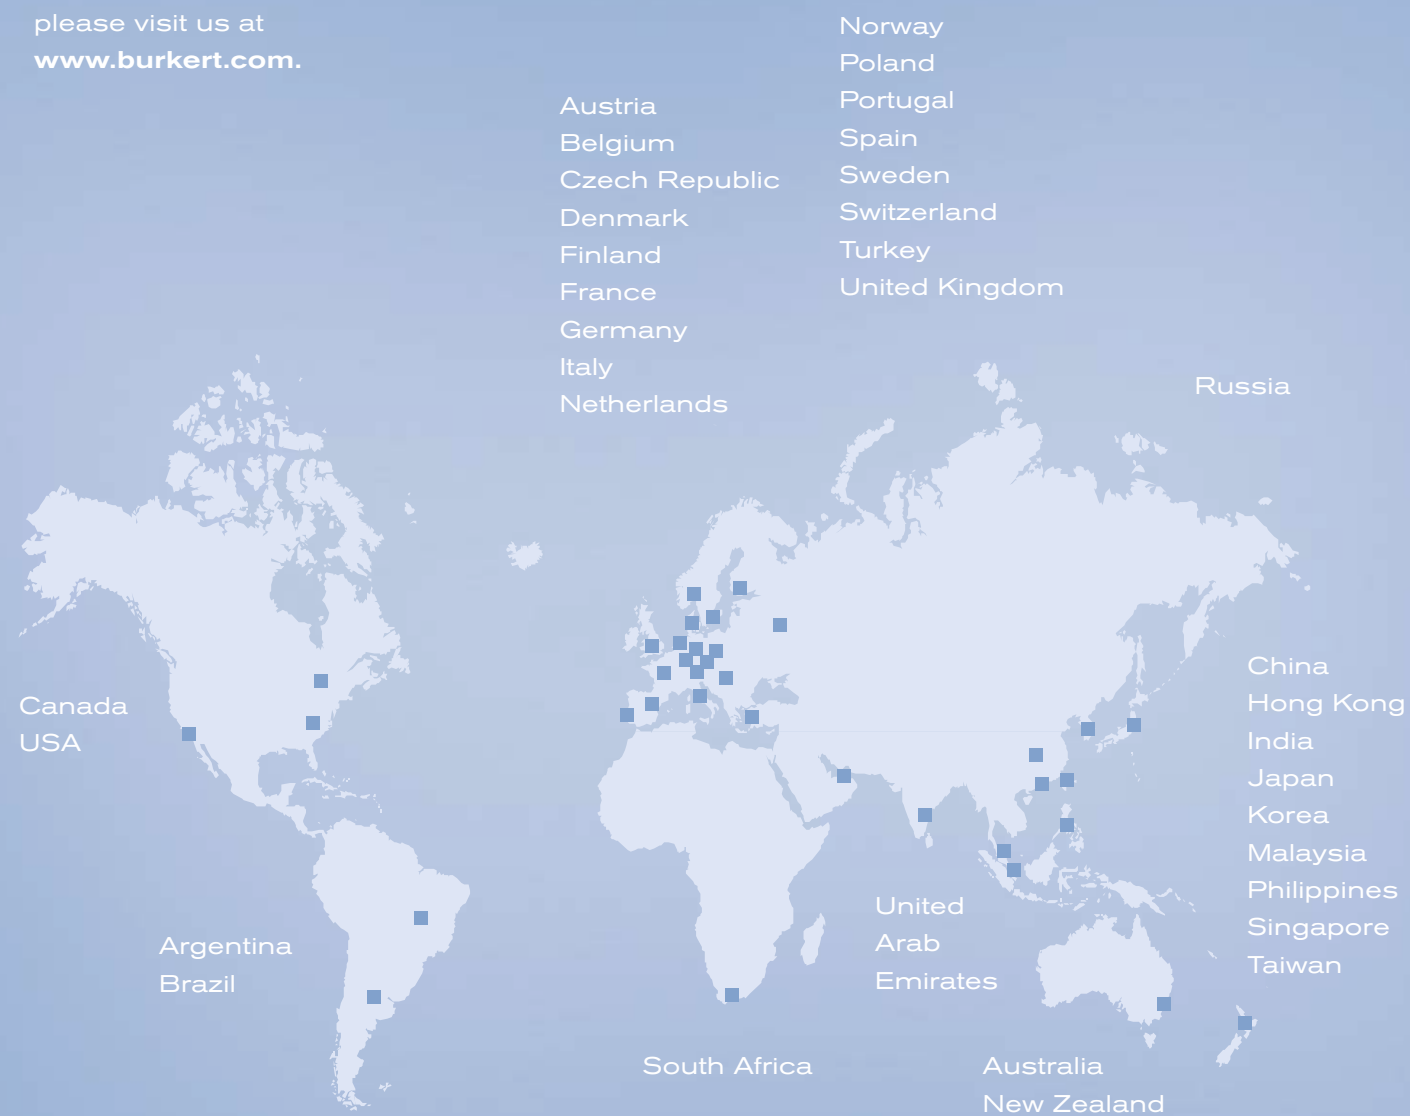 please visit us at
www.burkert.com.
Austria
Belgium
Czech Republic
Denmark
Finland
France
Germany
Italy
Netherlands
Norway
Poland
Portugal
Spain
Sweden
Switzerland
Turkey
United Kingdom
Russia
Canada
USA
China
Hong Kong
India
Japan
Korea
Malaysia
Philippines
Singapore
Taiwan
Argentina
Brazil
United
Arab
Emirates
South Africa
Australia
New Zealand